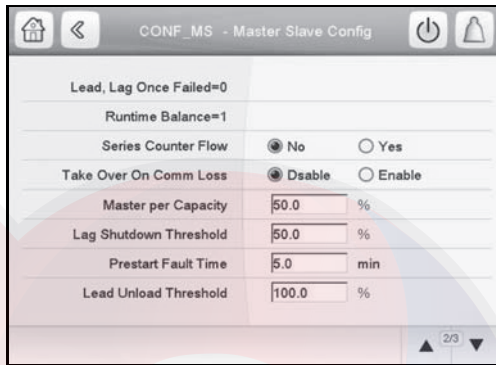 CONF_MS - Master Slave Config
Lead, Lag Once Failed=0
Runtime Balance=1
Series Counter Flow No Yes
Take Over On Comm Loss Dsable Enable
Master per Capacity 50.0 %
Lag Shutdown Threshold 50.0 %
Prestart Fault Time 5.0 min
Lead Unload Threshold 100.0 %
2/3